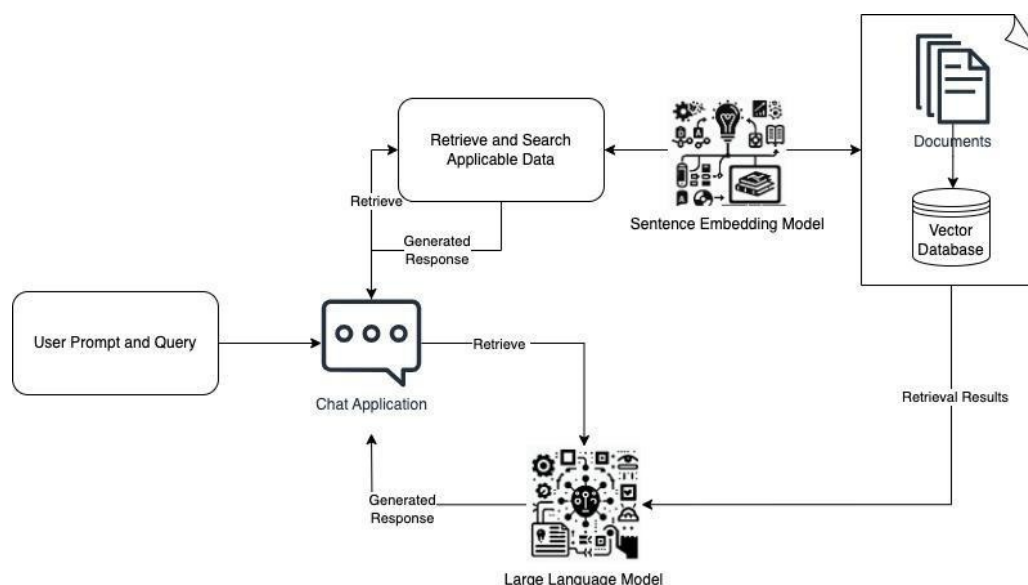 Documents
Retrieve and Search
Applicable Data
Sentence Embedding Model
Vector
Database
Retrieve
Generated
Response
User Prompt and Query
Chat Application
Retrieve
Retrieval Results
Generated
Response
Large Language Model